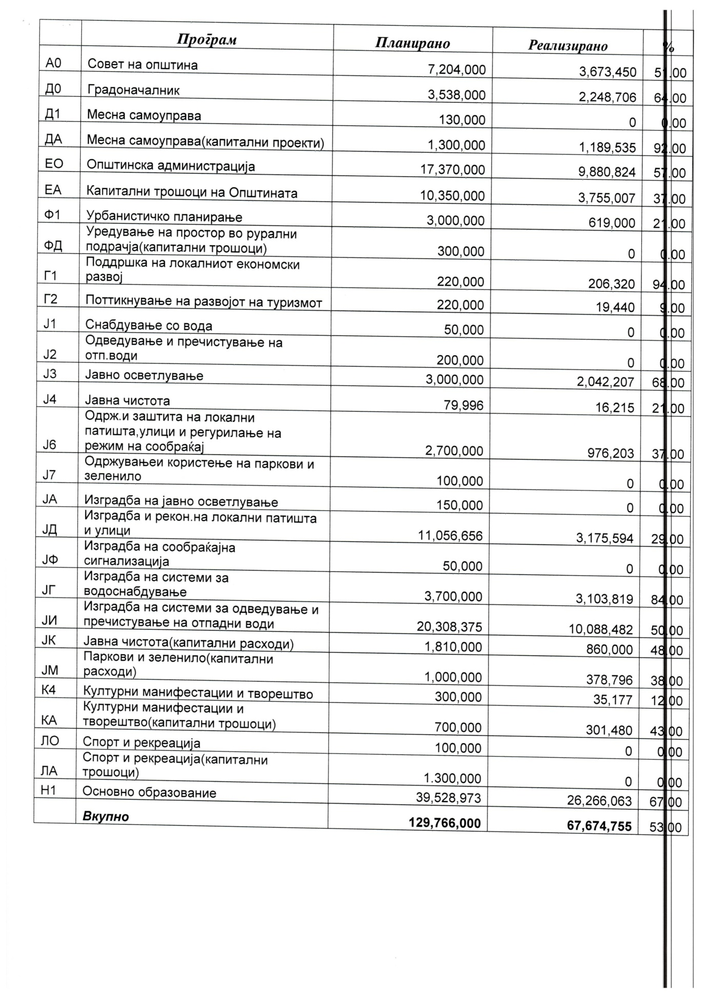 Програм Планирано Реализирано %
А0 Совет на општина 7,204,000 3,673,450 51.00
Д0 Градоначалник 3,538,000 2,248,706 64.00
Д1 Месна самоуправа 130,000 0 0.00
ДА Месна самоуправа(капитални проекти) 1,300,000 1,189,535 92.00
ЕО Општинска администрација 17,370,000 9,880,824 57.00
ЕА Капитални трошоци на Општината 10,350,000 3,755,007 37.00
Ф1 Урбанистичко планирање 3,000,000 619,000 21.00
Уредување на простор во рурални
ФД подрачја(капитални трошоци) 300,000 0 0.00
Поддршка на локалниот економски
Г1 развој 220,000 206,320 94.00
Г2 Поттикнување на развојот на туризмот 220,000 19,440 9.00
Ј1 Снабдување со вода 50,000 0 0.00
Одведување и пречистување на
Ј2 отп.води 200,000 0 0.00
Ј3 Јавно осветлување 3,000,000 2,042,207 68.00
Ј4 Јавна чистота 79,996 16,215 21.00
Одрж.и заштита на локални
патишта,улици и регурилање на
Ј6 режим на сообраќај 2,700,000 976,203 37.00
Одржувањеи користење на паркови и
Ј7 зеленило 100,000 0 0.00
ЈА Изградба на јавно осветлување 150,000 0 0.00
Изградба и рекон.на локални патишта
ЈД и улици 11,056,656 3,175,594 29.00
Изградба на сообраќајна
ЈФ сигнализација 50,000 0 0.00
Изградба на системи за
ЈГ водоснабдување 3,700,000 3,103,819 84.00
Изградба на системи за одведување и
ЈИ пречистување на отпадни води 20,308,375 10,088,482 50.00
ЈК Јавна чистота(капитални расходи) 1,810,000 860,000 48.00
Паркови и зеленило(капитални
ЈМ расходи) 1,000,000 378,796 38.00
К4 Културни манифестации и творештво 300,000 35,177 12.00
Културни манифестации и
КА творештво(капитални трошоци) 700,000 301,480 43.00
ЛО Спорт и рекреација 100,000 0 0.00
Спорт и рекреација(капитални
ЛА трошоци) 1.300,000 0 0.00
Н1 Основно образование 39,528,973 26,266,063 67.00
Вкупно 129,766,000 67,674,755 53.00